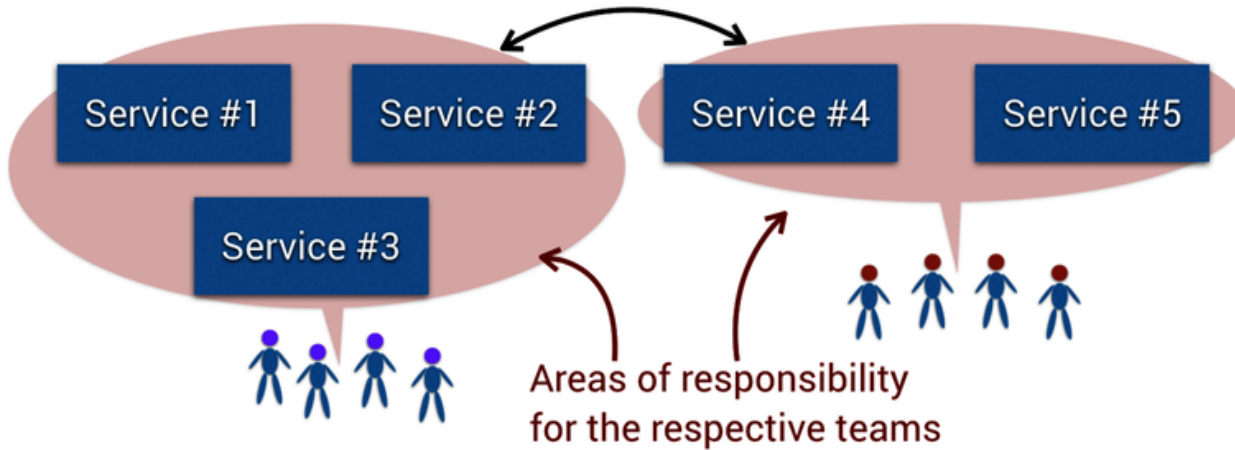 Service #1
Service #2
Service #4
Service #5
Service #3
Areas of responsibility
for the respective teams